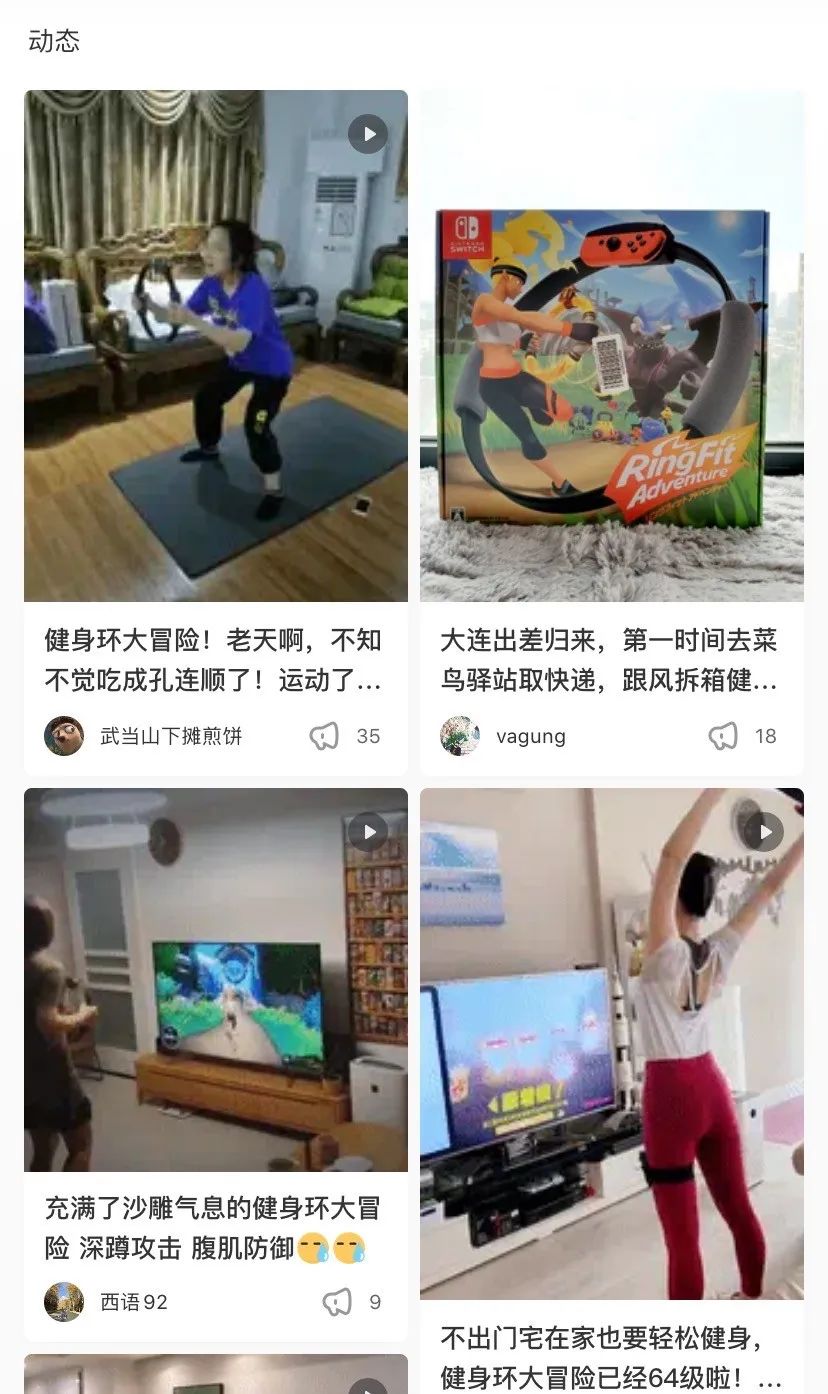 动态
NINTENDO
SWITCH
RingFit
Adventure
健身环大冒险！老天啊，不知
不觉吃成孔连顺了！运动了...
武当山下摊煎饼
35
大连出差归来，第一时间去菜
鸟驿站取快递，跟风拆箱健...
vagung
18
充满了沙雕气息的健身环大冒
险 深蹲攻击 腹肌防御😪😪
西语92
9
不出门宅在家也要轻松健身，
健身环大冒险已经64级啦！...